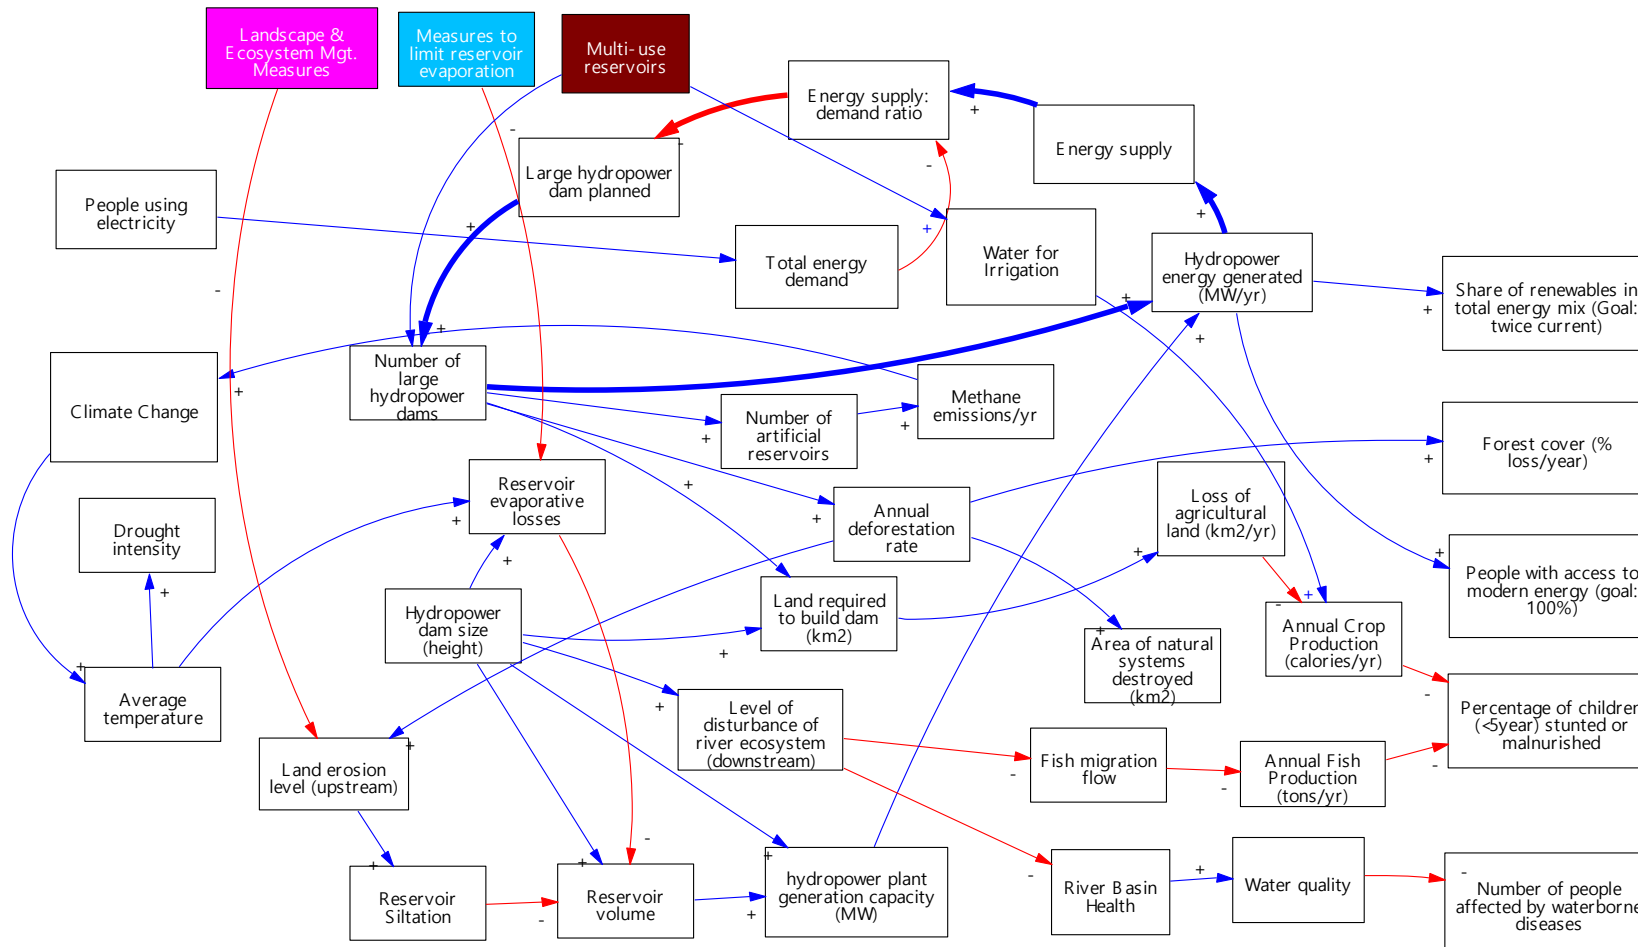 Landscape &
Ecosystem Mgt.
Measures
Measures to
limit reservoir
evaporation
Multi-use
reservoirs
Energy supply:
demand ratio
Energy supply
Large hydropower
dam planned
People using
electricity
Total energy
demand
Water for
Irrigation
Hydropower
energy generated
(MW/yr)
Share of renewables in
total energy mix (Goal:
twice current)
Climate Change
Number of
large
hydropower
dams
Number of
artificial
reservoirs
Methane
emissions/yr
Forest cover (%
loss/year)
Reservoir
evaporative
losses
Annual
deforestation
rate
Loss of
agricultural
land (km2/yr)
Drought
intensity
People with access to
modern energy (goal:
100%)
Hydropower
dam size
(height)
Land required
to build dam
(km2)
Area of natural
systems
destroyed
(km2)
Annual Crop
Production
(calories/yr)
Average
temperature
Level of
disturbance of
river ecosystem
(downstream)
Percentage of children
(<5year) stunted or
malnurished
Land erosion
level (upstream)
Fish migration
flow
Annual Fish
Production
(tons/yr)
Reservoir
Siltation
Reservoir
volume
hydropower plant
generation capacity
(MW)
River Basin
Health
Water quality
Number of people
affected by waterborne
diseases